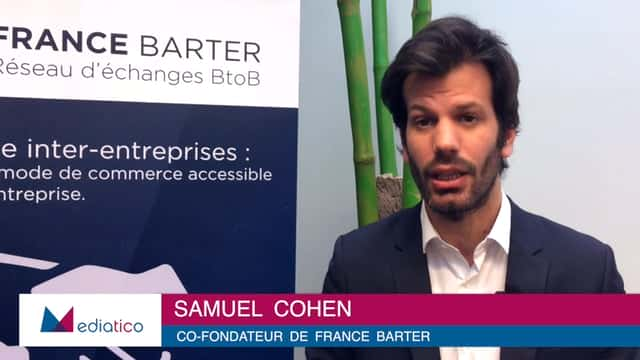 FRANCE BARTER
Réseau d'échanges BtoB
e inter-entreprises :
mode de commerce accessible
ntreprise.
SAMUEL COHEN
ediatico
CO-FONDATEUR DE FRANCE BARTER